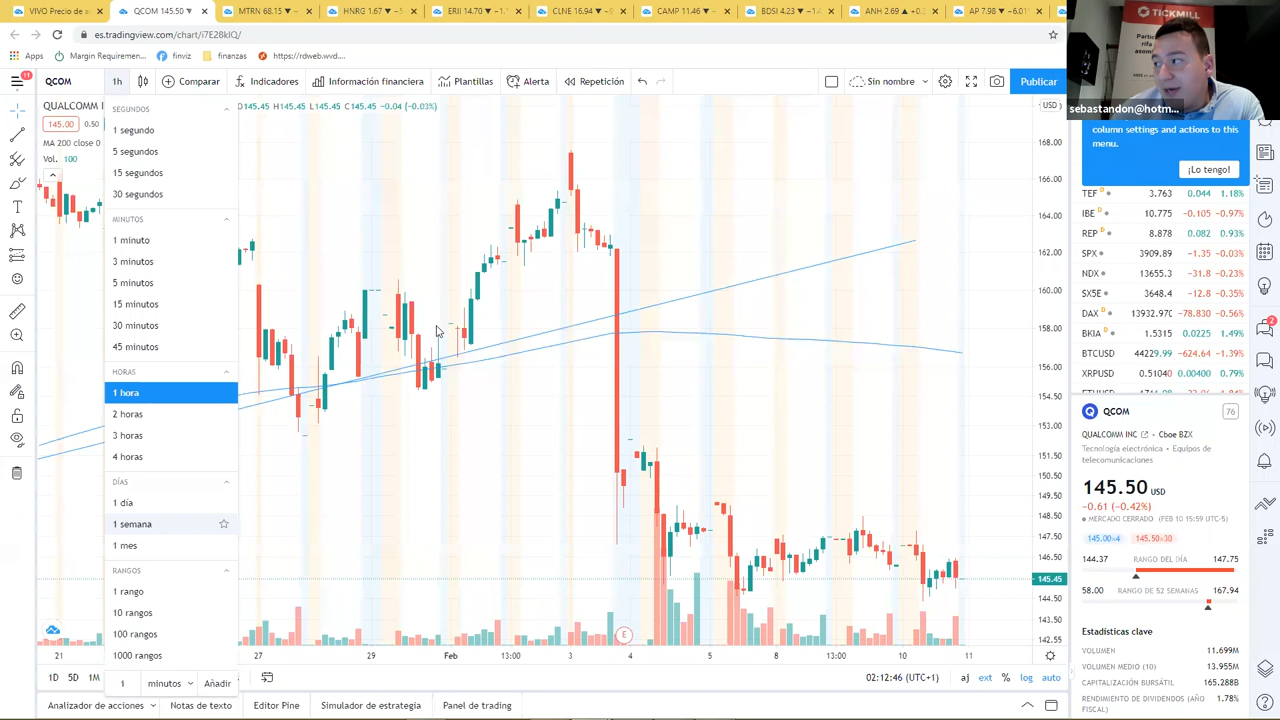 VIVO Precio de a
QCOM 145.50 ▼
MTRN 68.15 ▼ −
HNRG 1.67 ▼ −5
ERII 14.70 ▼ −1
CLNE 16.94 ▼ −
CAMP 11.46 ▼ −
BDSI 4.23 ▼ −1
ANH 2.69 ▲ +0
AP 7.98 ▼ −6.01
es.tradingview.com/chart/i7E28kIQ/
Apps
Margin Requiremen...
finviz
finanzas
https://rdweb.wvd....
TICKMILL
sebastandon@hotm...
11
QCOM
1h
Comparar
Indicadores
Información financiera
Plantillas
Alerta
Repetición
Sin nombre
Publicar
QUALCOMM I
145.45 H145.45 L145.45 C145.45 −0.04 (−0.03%)
USD
145.00
0.50
MA 200 close 0
Vol. 100
SEGUNDOS
1 segundo
5 segundos
15 segundos
30 segundos
MINUTOS
1 minuto
3 minutos
5 minutos
15 minutos
30 minutos
45 minutos
HORAS
1 hora
2 horas
3 horas
4 horas
DÍAS
1 día
1 semana
1 mes
RANGOS
1 rango
10 rangos
100 rangos
1000 rangos
1
minutos
Añadir
168.00
166.00
164.00
162.00
160.00
158.00
156.00
154.50
153.00
151.50
150.50
149.50
148.50
147.50
146.50
145.45
144.50
143.50
142.55
E
21
27
29
Feb
13:00
3
4
5
8
13:00
10
11
1D
5D
1M
02:12:46 (UTC+1)
aj
ext
%
log
auto
Analizador de acciones
Notas de texto
Editor Pine
Simulador de estrategia
Panel de trading
column settings and actions to this
menu.
¡Lo tengo!
TEF D 3.763 0.044 1.18%
IBE D 10.775 −0.105 −0.97%
REP D 8.878 0.082 0.93%
SPX 3909.89 −1.35 −0.03%
NDX 13655.3 −31.8 −0.23%
SX5E 3648.4 −12.8 −0.35%
DAX 13932.970 −78.830 −0.56%
BKIA D 1.5315 0.0225 1.49%
BTCUSD 44229.99 −624.64 −1.39%
XRPUSD 0.51040 0.00400 0.79%
2
QCOM
76
QUALCOMM INC • Cboe BZX
Tecnología electrónica • Equipos de
telecomunicaciones
145.50 USD
−0.61 (−0.42%)
MERCADO CERRADO (FEB 10 15:59 UTC-5)
145.00×4
145.50×30
144.37 RANGO DEL DÍA 147.75
58.00 RANGO DE 52 SEMANAS 167.94
Estadísticas clave
VOLUMEN 11.699M
VOLUMEN MEDIO (10) 13.955M
CAPITALIZACIÓN BURSÁTIL 165.288B
RENDIMIENTO DE DIVIDENDOS (AÑO 1.78%
FISCAL)